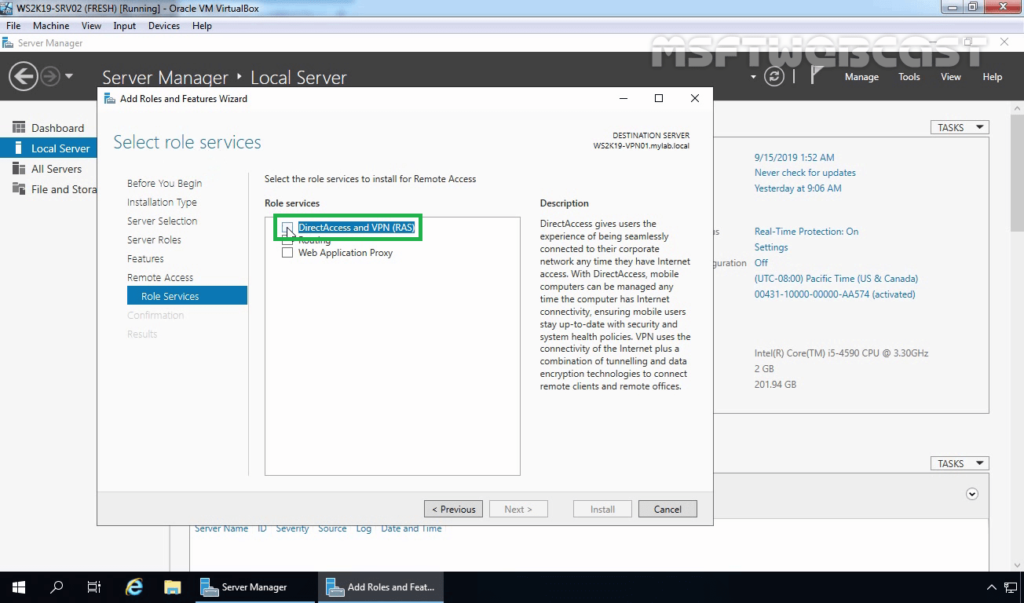 WS2K19-SRV02 (FRESH) [Running] - Oracle VM VirtualBox
File Machine View Input Devices Help
Server Manager
MSFTWEBCAST
Server Manager • Local Server
Manage Tools View Help
Add Roles and Features Wizard
Dashboard
Local Server
All Servers
File and Stora
TASKS
Select role services
DESTINATION SERVER
WS2K19-VPN01.mylab.local
Before You Begin
Installation Type
Server Selection
Server Roles
Features
Remote Access
Role Services
Confirmation
Results
Select the role services to install for Remote Access
Role services
DirectAccess and VPN (RAS)
Routing
Web Application Proxy
Description
DirectAccess gives users the
experience of being seamlessly
connected to their corporate
network any time they have Internet
access. With DirectAccess, mobile
computers can be managed any
time the computer has Internet
connectivity, ensuring mobile users
stay up-to-date with security and
system health policies. VPN uses the
connectivity of the Internet plus a
combination of tunnelling and data
encryption technologies to connect
remote clients and remote offices.
9/15/2019 1:52 AM
Never check for updates
Yesterday at 9:06 AM
us
Real-Time Protection: On
Settings
guration
Off
(UTC-08:00) Pacific Time (US & Canada)
00431-10000-00000-AA574 (activated)
Intel(R) Core(TM) i5-4590 CPU @ 3.30GHz
2 GB
201.94 GB
TASKS
< Previous Next > Install Cancel
Server Name ID Severity Source Log Date and Time
Server Manager
Add Roles and Feat...